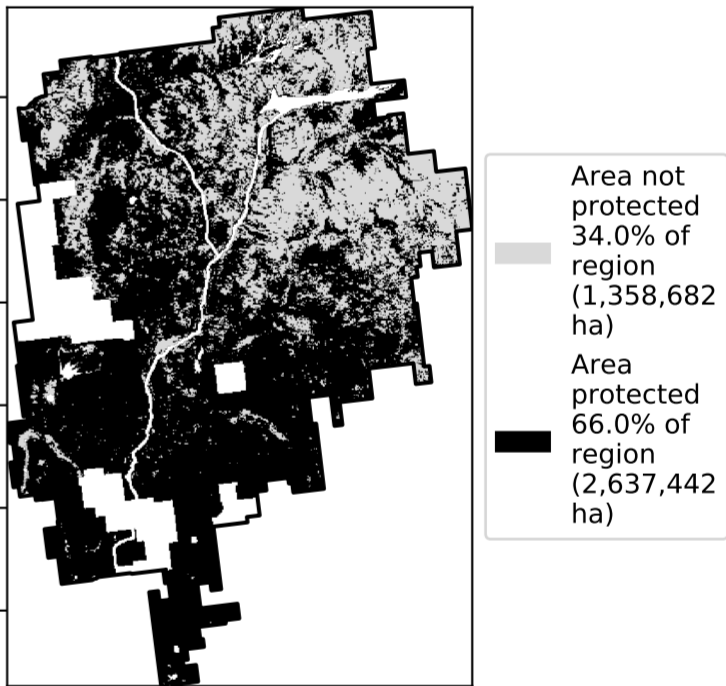 Area not
protected
34.0% of
region
(1,358,682
ha)
Area
protected
66.0% of
region
(2,637,442
ha)